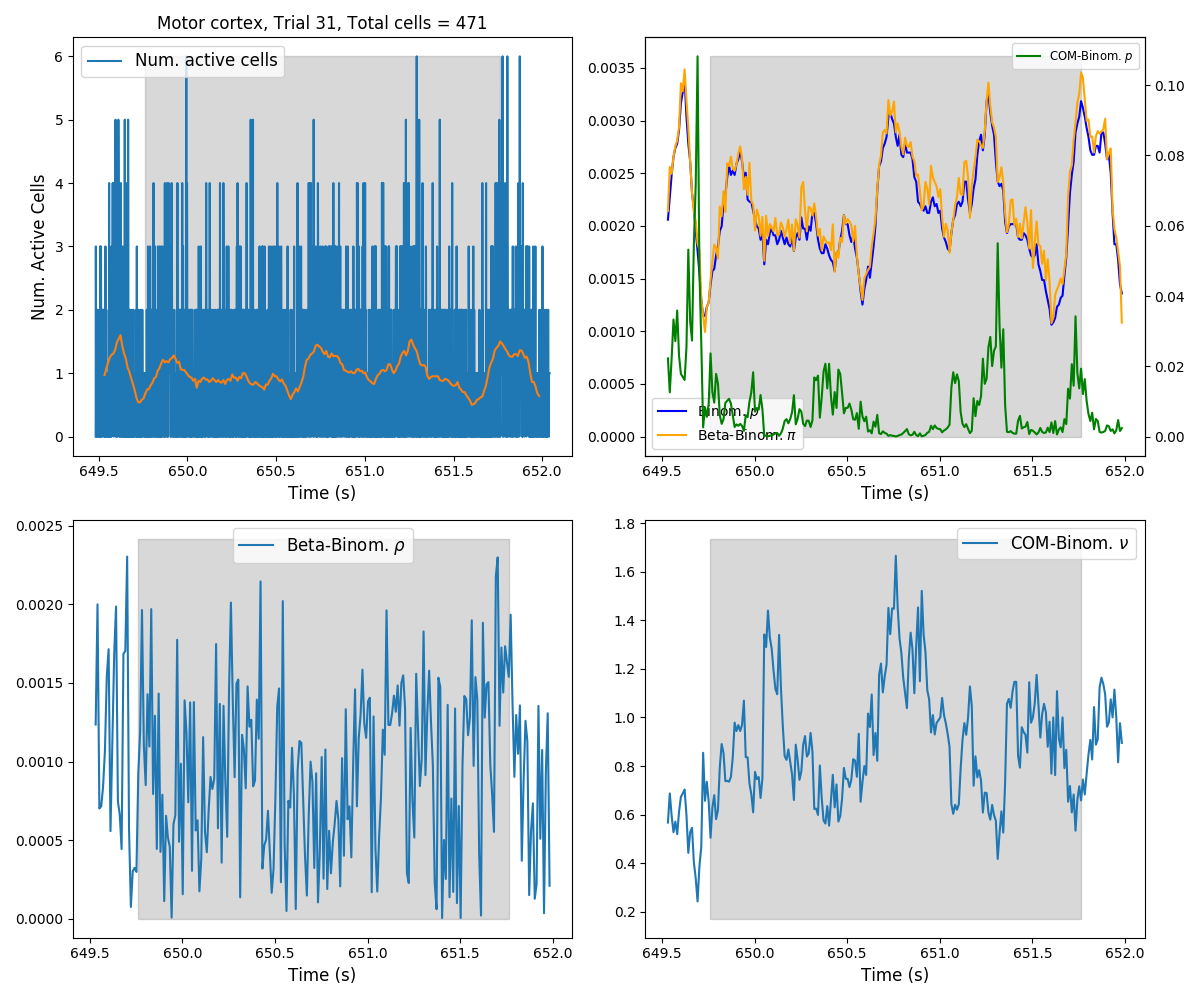 Motor cortex, Trial 31, Total cells = 471
Num. active cells
6
5
4
3
2
1
0
Num. Active Cells
649.5 650.0 650.5 651.0 651.5 652.0
Time (s)
COM-Binom. p
0.0035
0.0030
0.0025
0.0020
0.0015
0.0010
0.0005
0.0000
0.10
0.08
0.06
0.04
0.02
0.00
Binom. p
Beta-Binom. π
649.5 650.0 650.5 651.0 651.5 652.0
Time (s)
Beta-Binom. ρ
0.0025
0.0020
0.0015
0.0010
0.0005
0.0000
649.5 650.0 650.5 651.0 651.5 652.0
Time (s)
COM-Binom. ν
1.8
1.6
1.4
1.2
1.0
0.8
0.6
0.4
0.2
649.5 650.0 650.5 651.0 651.5 652.0
Time (s)